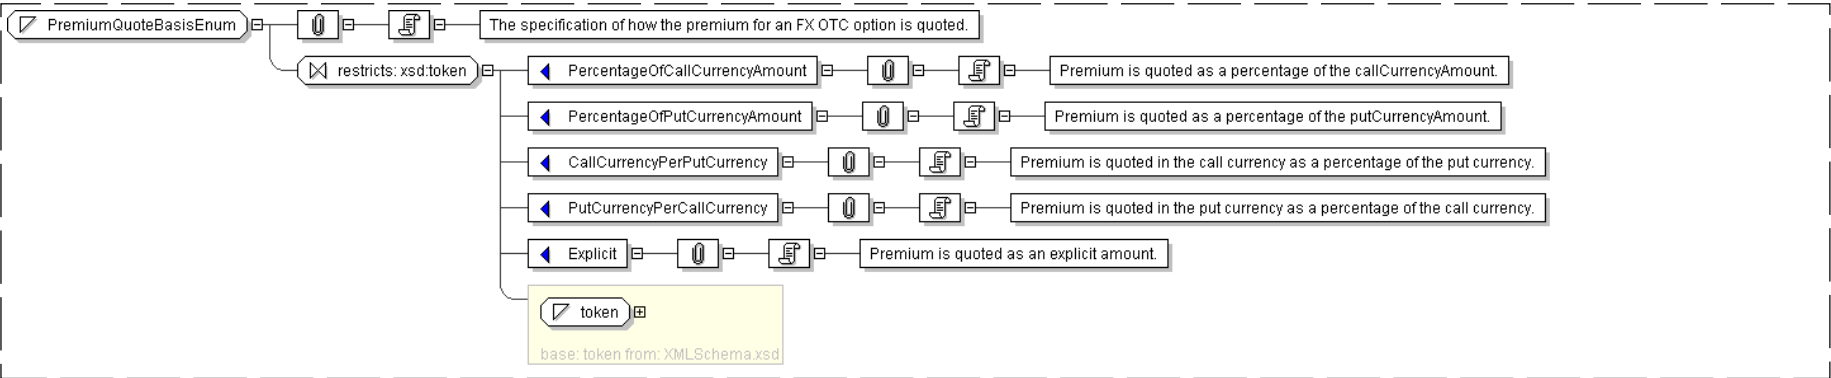 PremiumQuoteBasisEnum The specification of how the premium for an FX OTC option is quoted.
restricts: xsd:token PercentageOfCallCurrencyAmount Premium is quoted as a percentage of the callCurrencyAmount.
PercentageOfPutCurrencyAmount Premium is quoted as a percentage of the putCurrencyAmount.
CallCurrencyPerPutCurrency Premium is quoted in the call currency as a percentage of the put currency.
PutCurrencyPerCallCurrency Premium is quoted in the put currency as a percentage of the call currency.
Explicit Premium is quoted as an explicit amount.
token
base: token from: XMLSchema.xsd